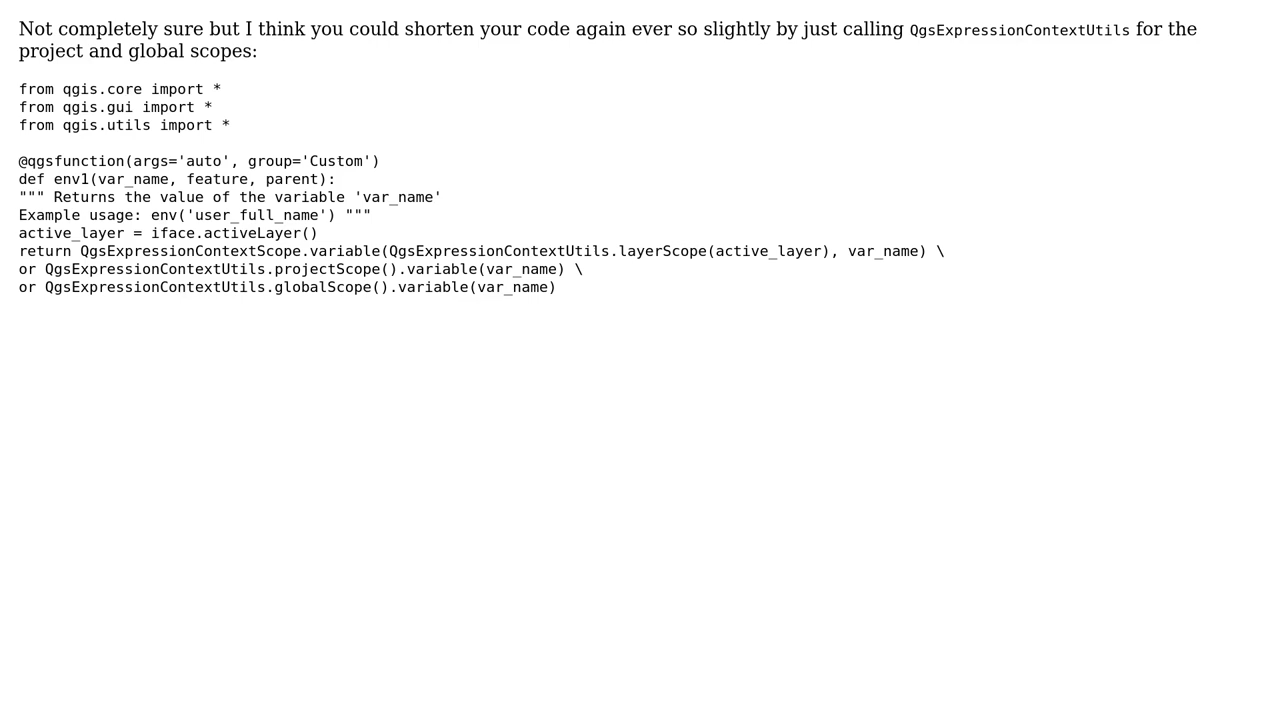 Not completely sure but I think you could shorten your code again ever so slightly by just calling QgsExpressionContextUtils for the
project and global scopes:
from qgis.core import *
from qgis.gui import *
from qgis.utils import *
@qgsfunction(args='auto', group='Custom')
def env1(var_name, feature, parent):
""" Returns the value of the variable 'var_name'
Example usage: env('user_full_name') """
active_layer = iface.activeLayer()
return QgsExpressionContextScope.variable(QgsExpressionContextUtils.layerScope(active_layer), var_name) \
or QgsExpressionContextUtils.projectScope().variable(var_name) \
or QgsExpressionContextUtils.globalScope().variable(var_name)